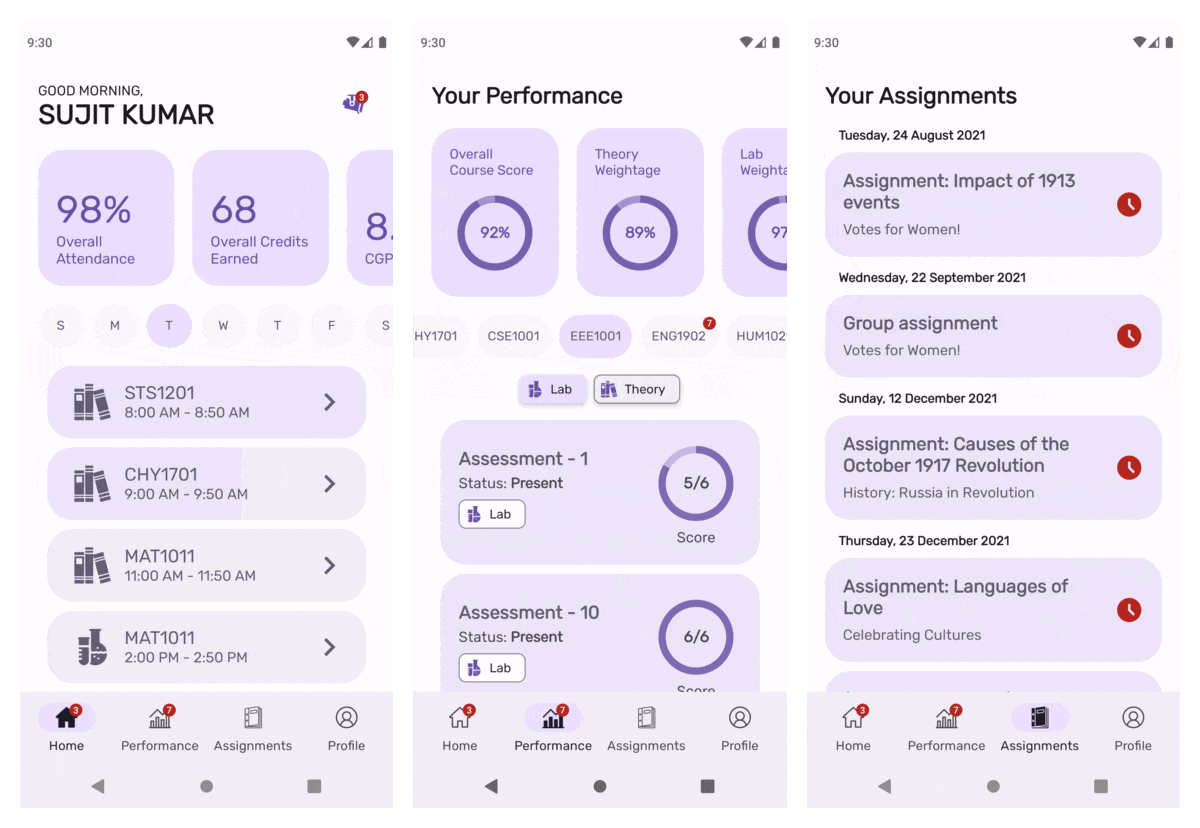 9:30
GOOD MORNING,
SUJIT KUMAR
3
98%
Overall
Attendance
68
Overall Credits
Earned
8.
CGP
S
M
T
W
T
F
S
STS1201
8:00 AM - 8:50 AM
CHY1701
9:00 AM - 9:50 AM
MAT1011
11:00 AM - 11:50 AM
MAT1011
2:00 PM - 2:50 PM
3
7
Home
Performance
Assignments
Profile
9:30
Your Performance
Overall
Course Score
92%
Theory
Weightage
89%
Lab
Weighta
97
HY1701
CSE1001
EEE1001
ENG1902
7
HUM102
Lab
Theory
Assessment - 1
Status: Present
Lab
5/6
Score
Assessment - 10
Status: Present
Lab
6/6
Score
3
7
Home
Performance
Assignments
Profile
9:30
Your Assignments
Tuesday, 24 August 2021
Assignment: Impact of 1913
events
Votes for Women!
Wednesday, 22 September 2021
Group assignment
Votes for Women!
Sunday, 12 December 2021
Assignment: Causes of the
October 1917 Revolution
History: Russia in Revolution
Thursday, 23 December 2021
Assignment: Languages of
Love
Celebrating Cultures
3
7
Home
Performance
Assignments
Profile